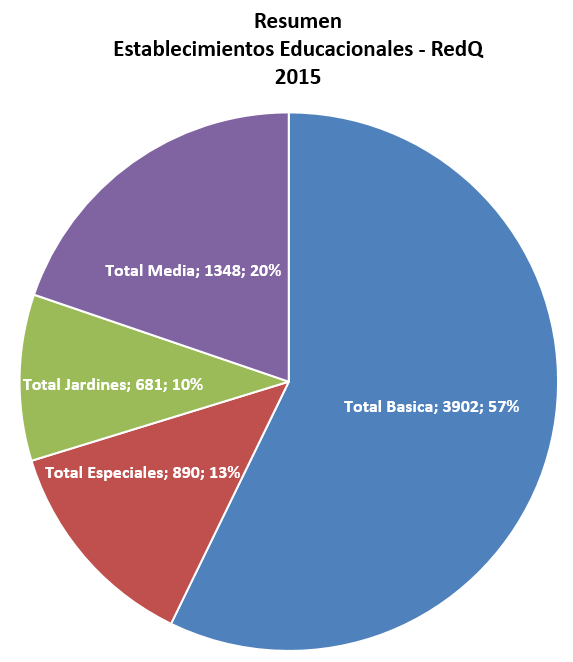 Resumen
Establecimientos Educacionales - RedQ
2015
Total Media; 1348; 20%
Total Jardines; 681; 10%
Total Basica; 3902; 57%
Total Especiales; 890; 13%